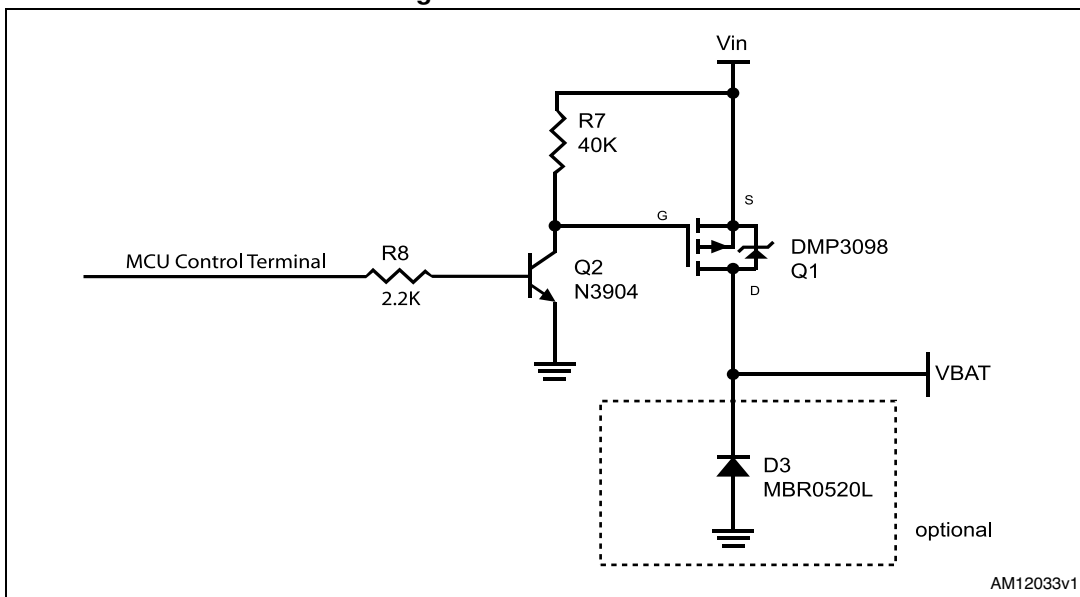 Vin
R7
40K
S
G
DMP3098
Q1
MCU Control Terminal
R8
2.2K
Q2
N3904
D
VBAT
D3
MBR0520L
optional
AM12033v1